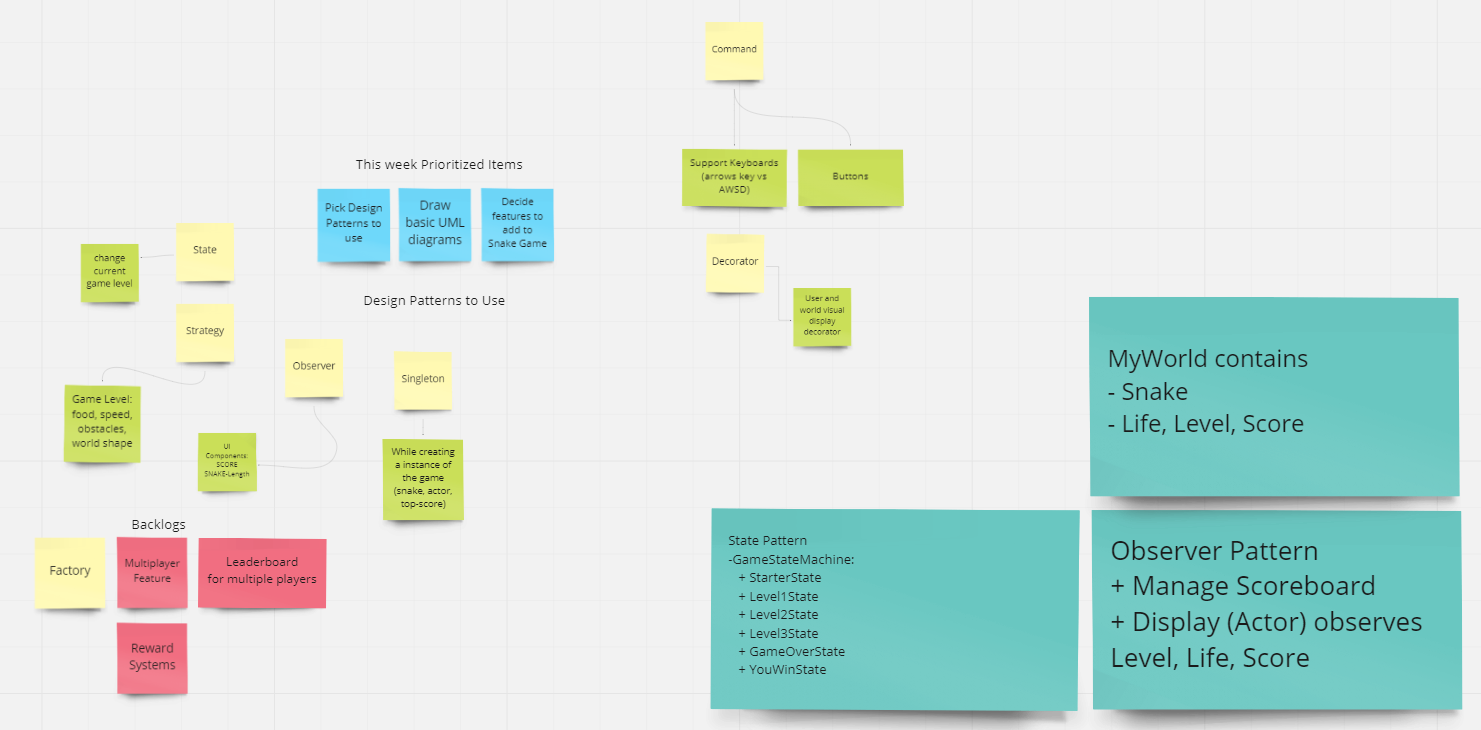 Command
Support Keyboards
(arrows key vs
AWSD)
Buttons
This week Prioritized Items
Pick Design
Patterns to
use
Draw
basic UML
diagrams
Decide
features to
add to
Snake Game
State
change
current
game level
Decorator
User and
world visual
display
decorator
Design Patterns to Use
Strategy
Game Level:
food, speed,
obstacles,
world shape
Observer
UI
Components:
SCORE
SNAKE-Length
Singleton
While creating
a instance of
the game
(snake, actor,
top-score)
MyWorld contains
- Snake
- Life, Level, Score
Backlogs
Factory
Multiplayer
Feature
Leaderboard
for multiple players
Reward
Systems
State Pattern
-GameStateMachine:
+ StarterState
+ Level1State
+ Level2State
+ Level3State
+ GameOverState
+ YouWinState
Observer Pattern
+ Manage Scoreboard
+ Display (Actor) observes
Level, Life, Score